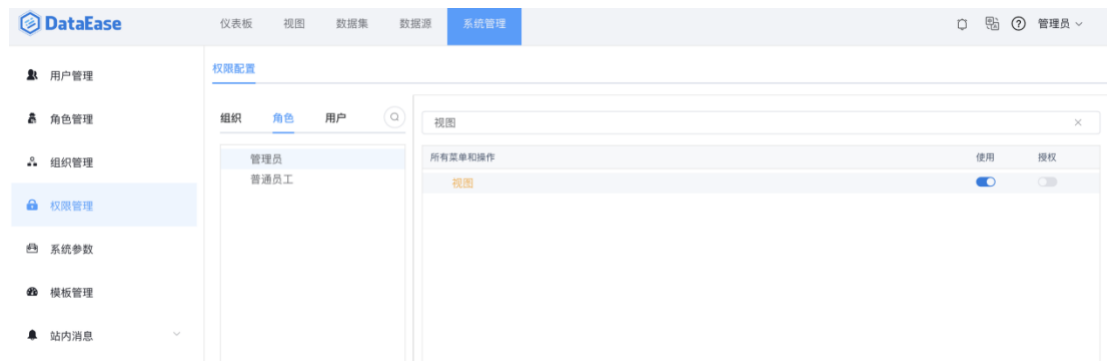 DataEase 仪表板 视图 数据集 数据源 系统管理 管理员
用户管理
角色管理
组织管理
权限管理
系统参数
模板管理
站内消息
权限配置
组织 角色 用户
管理员
普通员工
视图
所有菜单和操作 使用 授权
视图